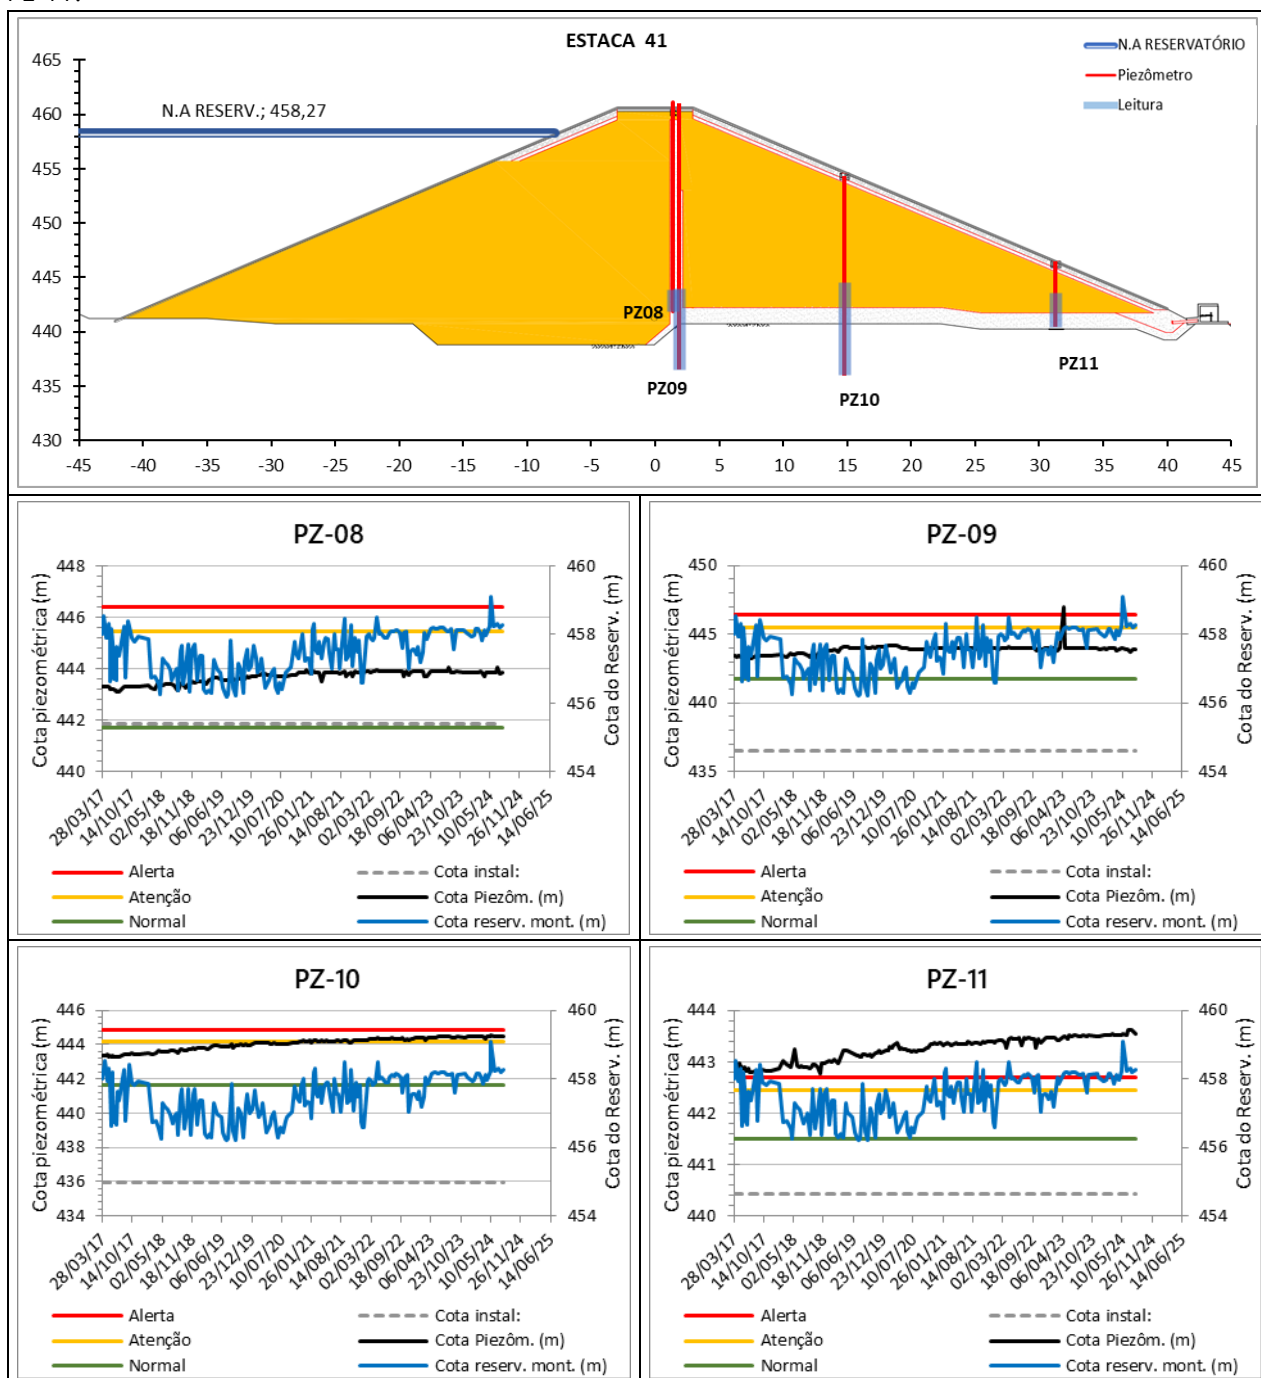 ESTACA 41
N.A RESERVATÓRIO
Piezômetro
Leitura
N.A RESERV.; 458,27
465
460
455
450
445
440
435
430
PZ08
PZ09
PZ10
PZ11
-45 -40 -35 -30 -25 -20 -15 -10 -5 0 5 10 15 20 25 30 35 40 45
PZ-08
Cota piezométrica (m)
448
446
444
442
440
Cota do Reserv. (m)
460
458
456
454
28/03/17 14/10/17 02/05/18 18/11/18 06/06/19 23/12/19 10/07/20 26/01/21 14/08/21 02/03/22 18/09/22 06/04/23 23/10/23 10/05/24 26/11/24 14/06/25
Alerta Cota instal:
Atenção Cota Piezôm. (m)
Normal Cota reserv. mont. (m)
PZ-09
Cota piezométrica (m)
450
445
440
435
Cota do Reserv. (m)
460
458
456
454
28/03/17 14/10/17 02/05/18 18/11/18 06/06/19 23/12/19 10/07/20 26/01/21 14/08/21 02/03/22 18/09/22 06/04/23 23/10/23 10/05/24 26/11/24 14/06/25
Alerta Cota instal:
Atenção Cota Piezôm. (m)
Normal Cota reserv. mont. (m)
PZ-10
Cota piezométrica (m)
446
444
442
440
438
436
434
Cota do Reserv. (m)
460
458
456
454
28/03/17 14/10/17 02/05/18 18/11/18 06/06/19 23/12/19 10/07/20 26/01/21 14/08/21 02/03/22 18/09/22 06/04/23 23/10/23 10/05/24 26/11/24 14/06/25
Alerta Cota instal:
Atenção Cota Piezôm. (m)
Normal Cota reserv. mont. (m)
PZ-11
Cota piezométrica (m)
444
443
442
441
440
Cota do Reserv. (m)
460
458
456
454
28/03/17 14/10/17 02/05/18 18/11/18 06/06/19 23/12/19 10/07/20 26/01/21 14/08/21 02/03/22 18/09/22 06/04/23 23/10/23 10/05/24 26/11/24 14/06/25
Alerta Cota instal:
Atenção Cota Piezôm. (m)
Normal Cota reserv. mont. (m)